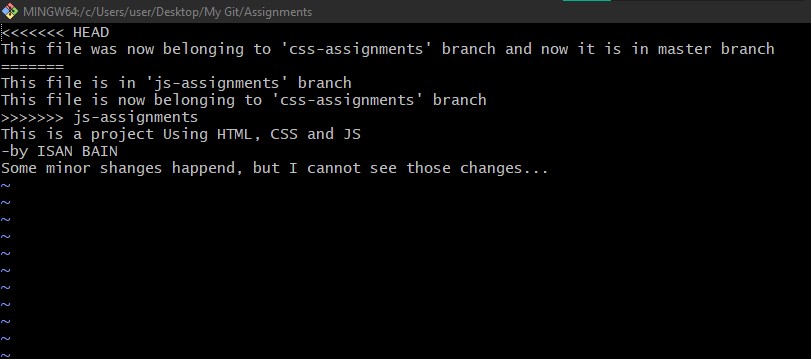 MINGW64:/c/Users/user/Desktop/My Git/Assignments
<<<<<<< HEAD
This file was now belonging to 'css-assignments' branch and now it is in master branch
=======
This file is in 'js-assignments' branch
This file is now belonging to 'css-assignments' branch
>>>>>>> js-assignments
This is a project Using HTML, CSS and JS
-by ISAN BAIN
Some minor shanges happend, but I cannot see those changes...
~
~
~
~
~
~
~
~
~
~
~